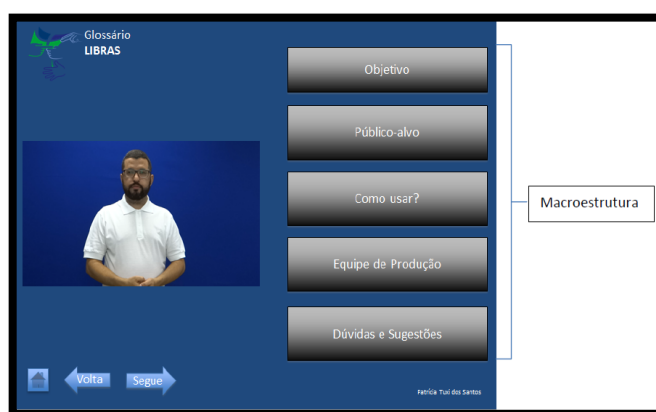 Glossário
LIBRAS
Objetivo
Público-alvo
Como usar?
Equipe de Produção
Dúvidas e Sugestões
Macroestrutura
Volta
Segue
Patrícia Tuxi dos Santos